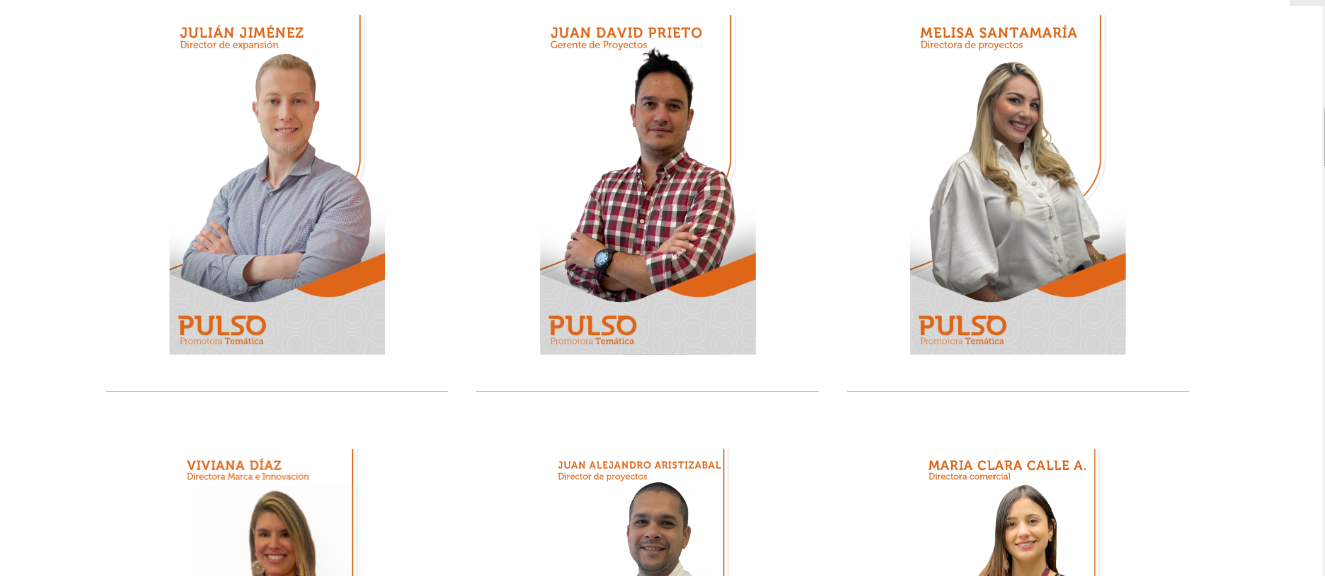 JULIÁN JIMÉNEZ
Director de expansión
PULSO
Promotora Temática
JUAN DAVID PRIETO
Gerente de Proyectos
PULSO
Promotora Temática
MELISA SANTAMARÍA
Directora de proyectos
PULSO
Promotora Temática
VIVIANA DÍAZ
Directora Marca e Innovación
JUAN ALEJANDRO ARISTIZABAL
Director de proyectos
MARIA CLARA CALLE A.
Directora comercial